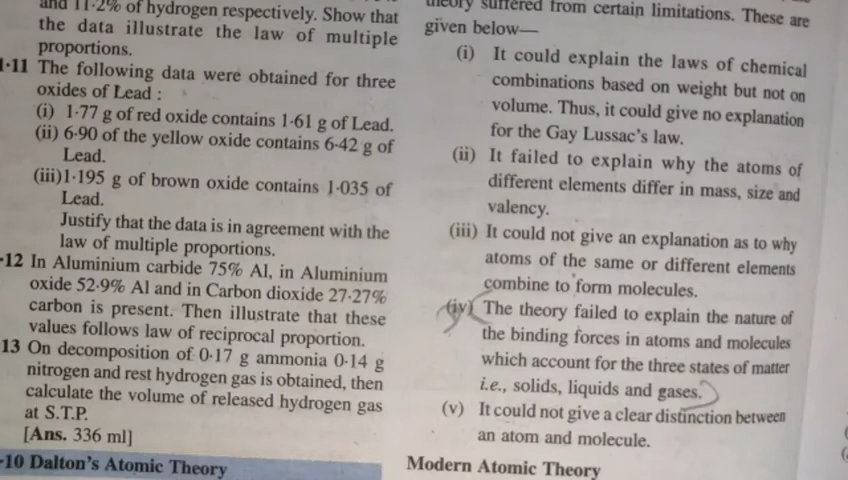 and 11·2% of hydrogen respectively. Show that
the data illustrate the law of multiple
proportions.
1·11 The following data were obtained for three
oxides of Lead :
(i) 1·77 g of red oxide contains 1·61 g of Lead.
(ii) 6·90 of the yellow oxide contains 6·42 g of
Lead.
(iii)1·195 g of brown oxide contains 1·035 of
Lead.
Justify that the data is in agreement with the
law of multiple proportions.
·12 In Aluminium carbide 75% Al, in Aluminium
oxide 52·9% Al and in Carbon dioxide 27·27%
carbon is present. Then illustrate that these
values follows law of reciprocal proportion.
13 On decomposition of 0·17 g ammonia 0·14 g
nitrogen and rest hydrogen gas is obtained, then
calculate the volume of released hydrogen gas
at S.T.P.
[Ans. 336 ml]
·10 Dalton's Atomic Theory
theory suffered from certain limitations. These are
given below—
(i) It could explain the laws of chemical
combinations based on weight but not on
volume. Thus, it could give no explanation
for the Gay Lussac's law.
(ii) It failed to explain why the atoms of
different elements differ in mass, size and
valency.
(iii) It could not give an explanation as to why
atoms of the same or different elements
combine to form molecules.
(iv) The theory failed to explain the nature of
the binding forces in atoms and molecules
which account for the three states of matter
i.e., solids, liquids and gases.
(v) It could not give a clear distinction between
an atom and molecule.
Modern Atomic Theory